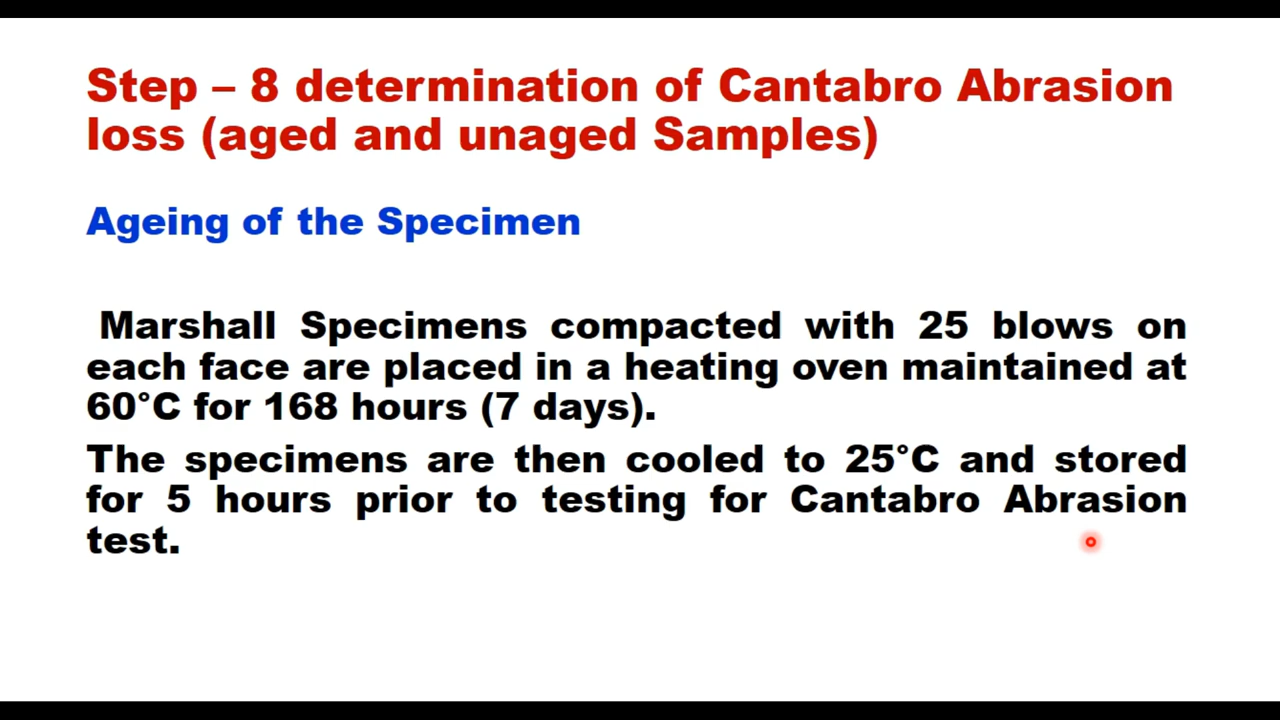 Step – 8 determination of Cantabro Abrasion
loss (aged and unaged Samples)
Ageing of the Specimen
Marshall Specimens compacted with 25 blows on
each face are placed in a heating oven maintained at
60°C for 168 hours (7 days).
The specimens are then cooled to 25°C and stored
for 5 hours prior to testing for Cantabro Abrasion
test.